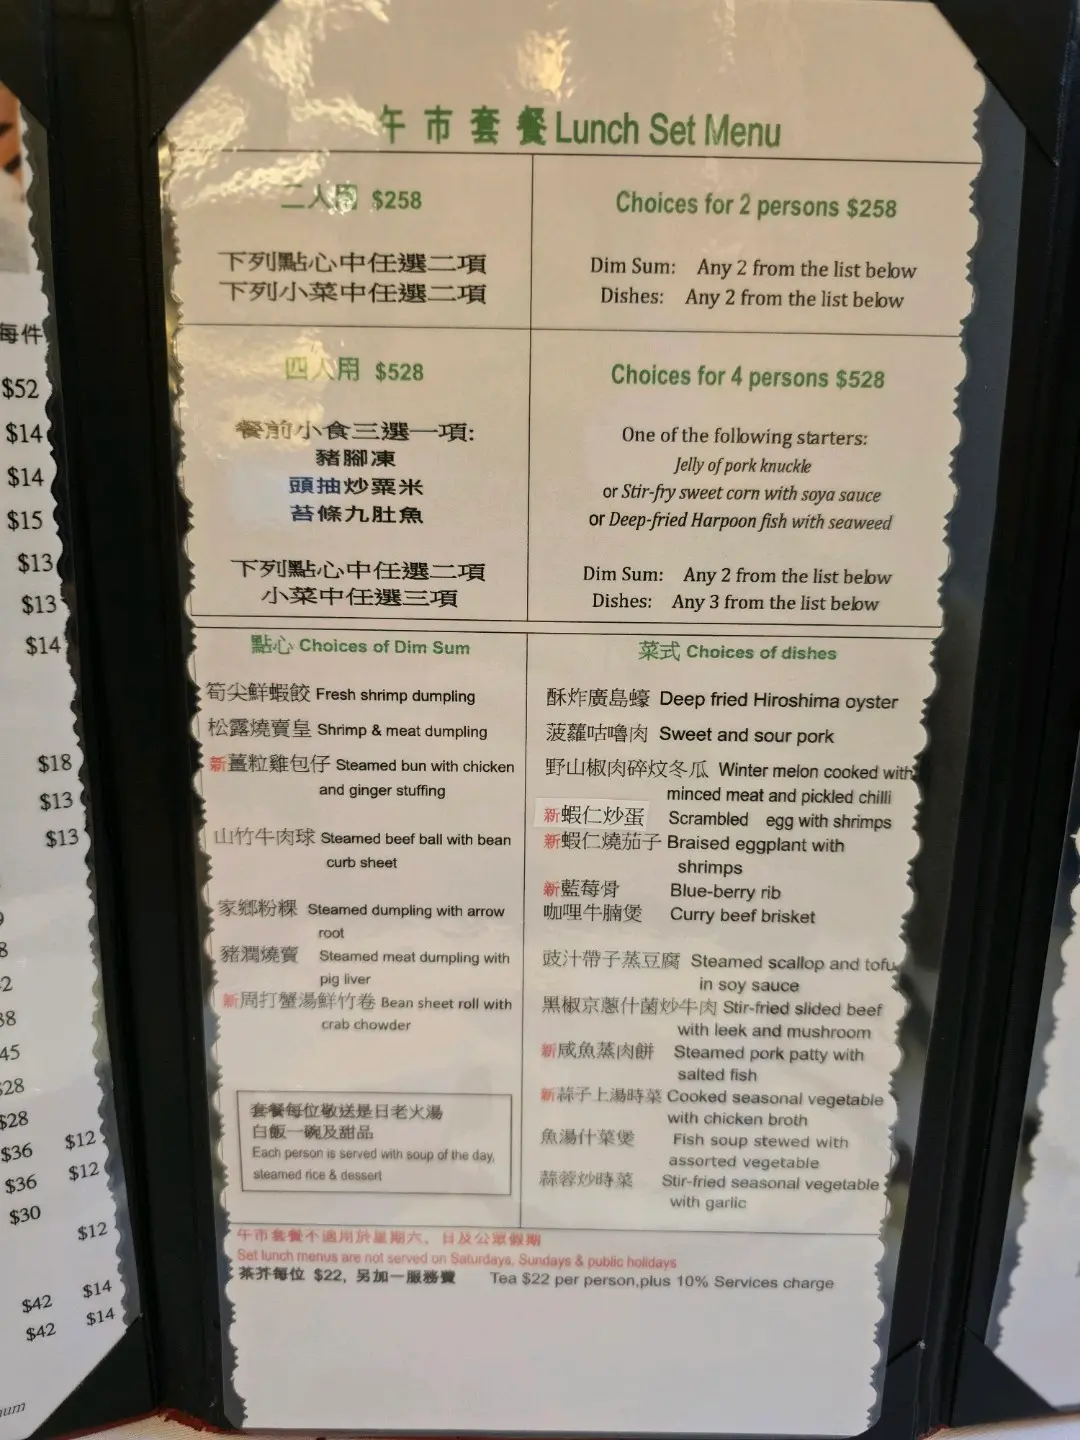 午市套餐 Lunch Set Menu
二人用 $258
下列點心中任選二項
下列小菜中任選二項
Choices for 2 persons $258
Dim Sum: Any 2 from the list below
Dishes: Any 2 from the list below
四人用 $528
餐前小食三選一項:
豬腳凍
頭抽炒粟米
苔條九肚魚
下列點心中任選二項
小菜中任選三項
Choices for 4 persons $528
One of the following starters:
Jelly of pork knuckle
or Stir-fry sweet corn with soya sauce
or Deep-fried Harpoon fish with seaweed
Dim Sum: Any 2 from the list below
Dishes: Any 3 from the list below
點心 Choices of Dim Sum
筍尖鮮蝦餃 Fresh shrimp dumpling
松露燒賣皇 Shrimp & meat dumpling
新薑粒雞包仔 Steamed bun with chicken
and ginger stuffing
山竹牛肉球 Steamed beef ball with bean
curb sheet
家鄉粉粿 Steamed dumpling with arrow
root
豬潤燒賣 Steamed meat dumpling with
pig liver
新周打蟹湯鮮竹卷 Bean sheet roll with
crab chowder
套餐每位敬送是日老火湯
白飯一碗及甜品
Each person is served with soup of the day,
steamed rice & dessert
菜式 Choices of dishes
酥炸廣島蠔 Deep fried Hiroshima oyster
菠蘿咕嚕肉 Sweet and sour pork
野山椒肉碎炆冬瓜 Winter melon cooked with
minced meat and pickled chilli
新蝦仁炒蛋 Scrambled egg with shrimps
新蝦仁燒茄子 Braised eggplant with
shrimps
新藍莓骨 Blue-berry rib
咖哩牛腩煲 Curry beef brisket
豉汁帶子蒸豆腐 Steamed scallop and tofu
in soy sauce
黑椒京蔥什菌炒牛肉 Stir-fried slided beef
with leek and mushroom
新咸魚蒸肉餅 Steamed pork patty with
salted fish
新蒜子上湯時菜 Cooked seasonal vegetable
with chicken broth
魚湯什菜煲 Fish soup stewed with
assorted vegetable
蒜蓉炒時菜 Stir-fried seasonal vegetable
with garlic
午市套餐不適用於星期六、日及公眾假期
Set lunch menus are not served on Saturdays, Sundays & public holidays
茶芥每位 $22, 另加一服務費 Tea $22 per person,plus 10% Services charge
每件
$52
$14
$14
$15
$13
$13
$14
$18
$13
$13
$28
$28
$36 $12
$36 $12
$30
$12
$42 $14
$42 $14